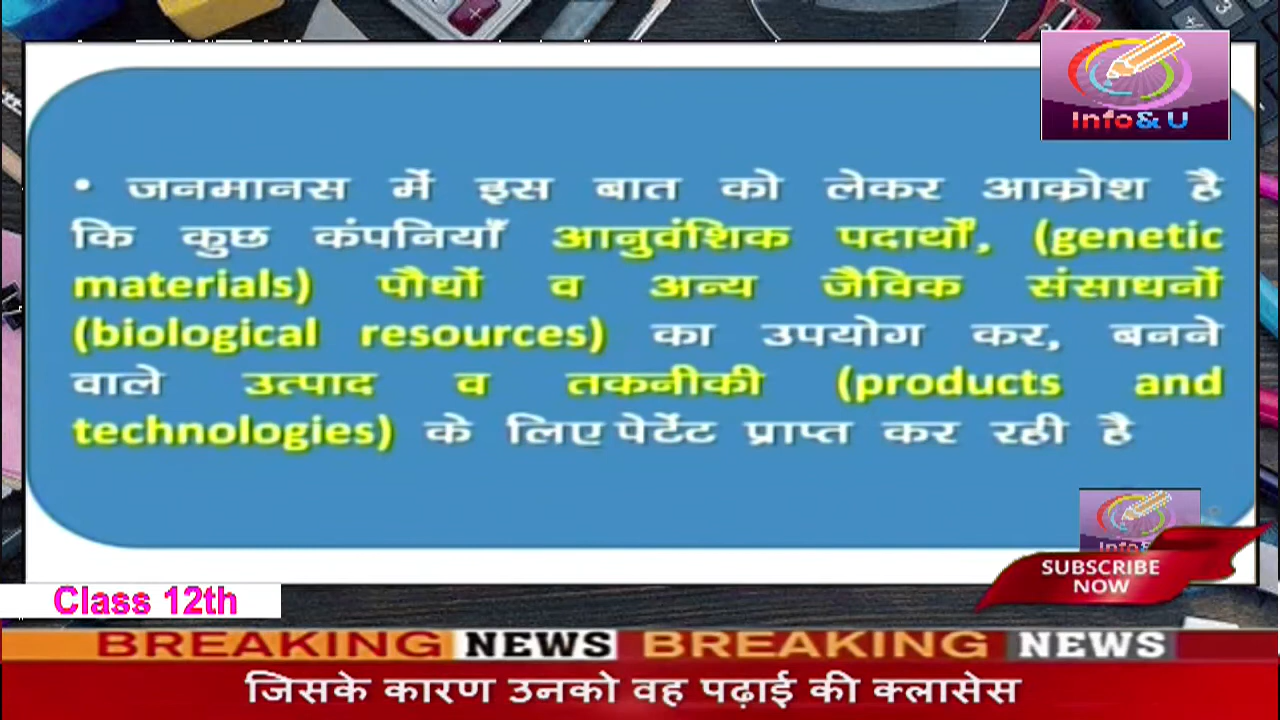 Info& U
• जनमानस में इस बात को लेकर आक्रोश है
कि कुछ कंपनियाँ आनुवंशिक पदार्थों, (genetic
materials) पौधों व अन्य जैविक संसाधनों
(biological resources) का उपयोग कर, बनने
वाले उत्पाद व तकनीकी (products and
technologies) के लिए पेटेंट प्राप्त कर रही है
SUBSCRIBE
NOW
Class 12th
BREAKING NEWS BREAKING NEWS
जिसके कारण उनको वह पढ़ाई की क्लासेस